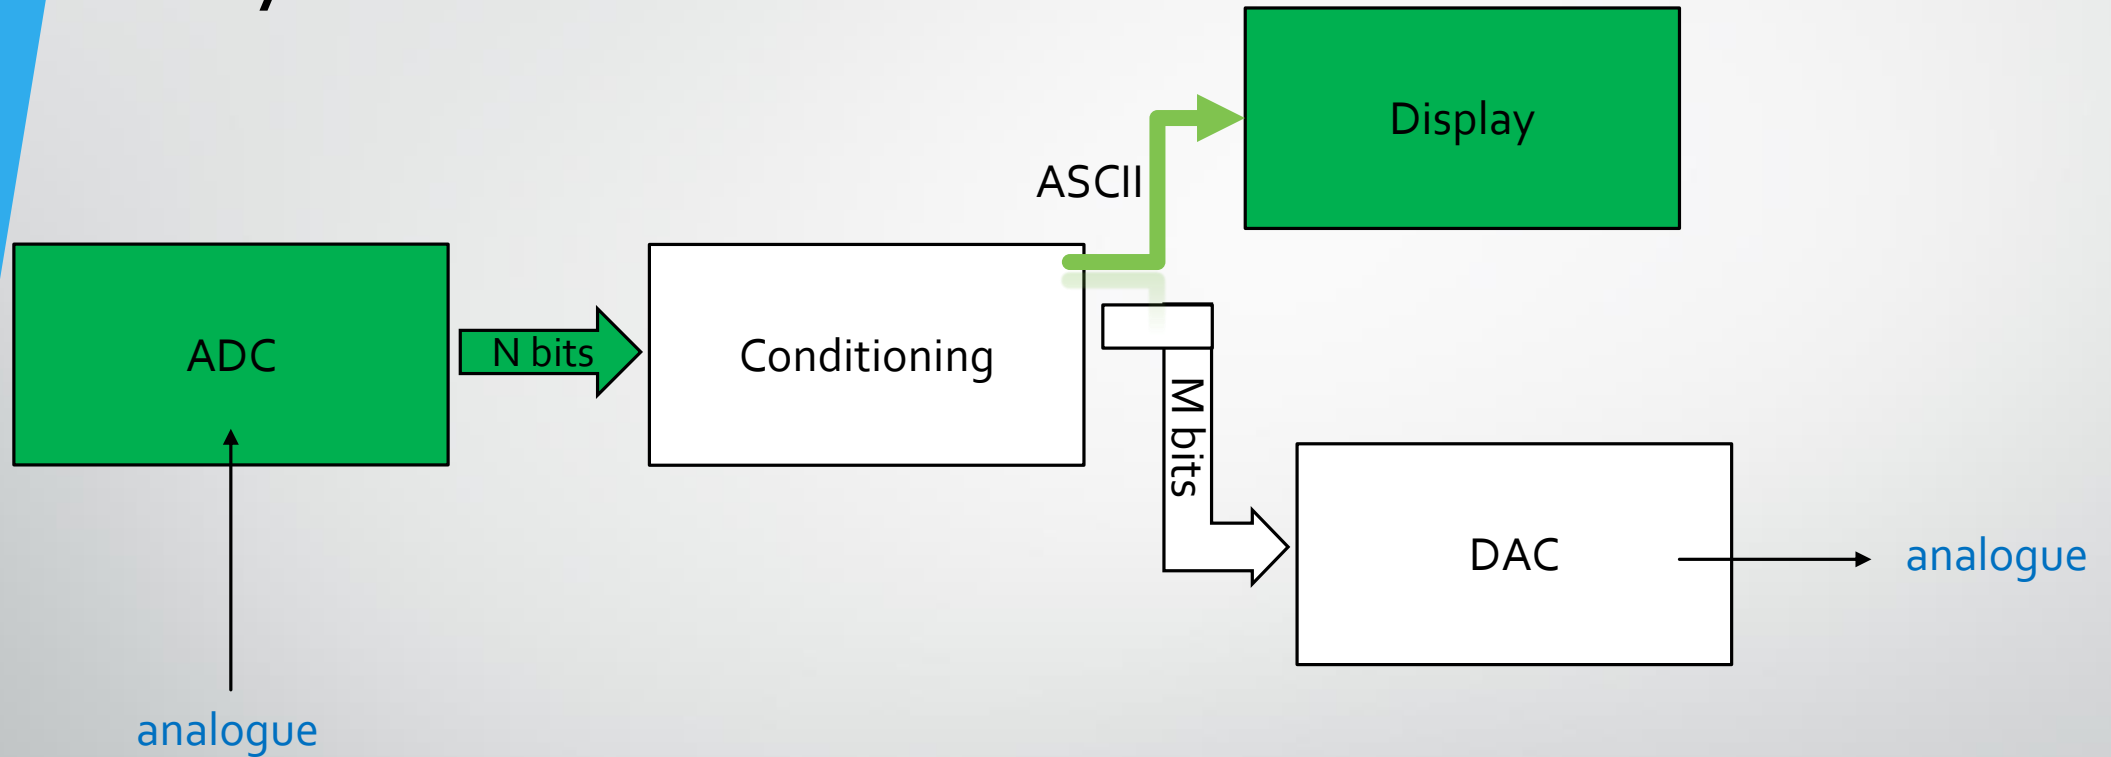 Display
ASCII
ADC
N bits
Conditioning
M bits
DAC
analogue
analogue